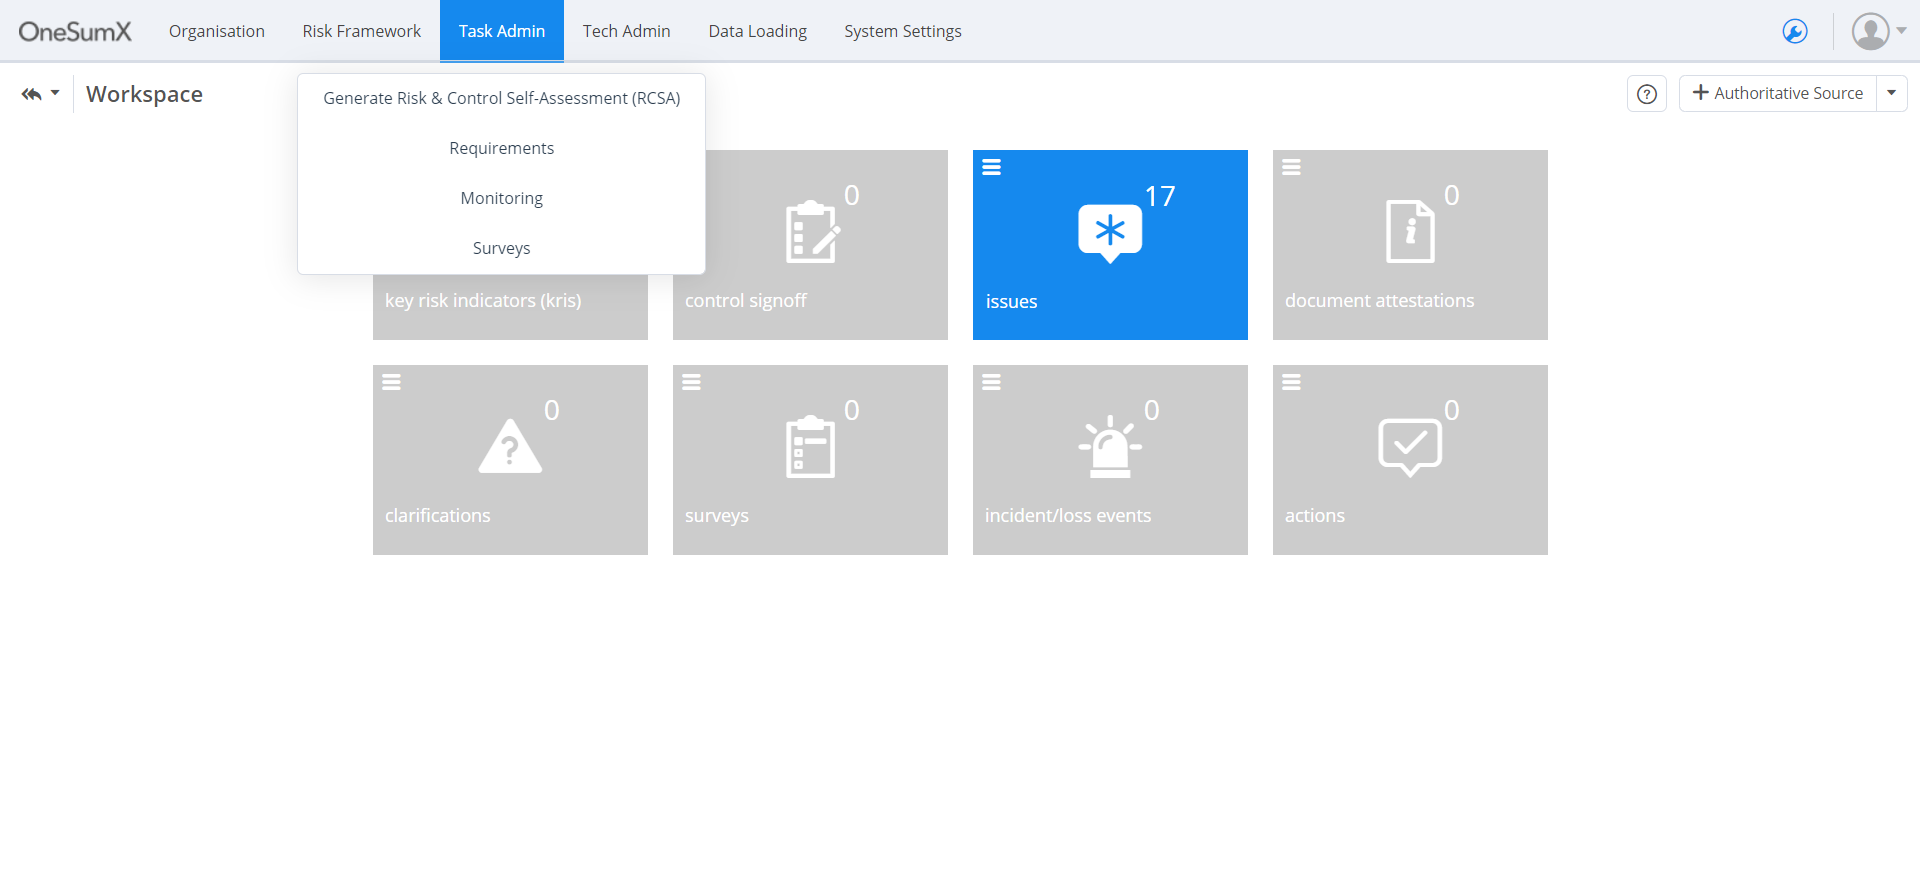 OneSumX
Organisation
Risk Framework
Task Admin
Tech Admin
Data Loading
System Settings
Workspace
Generate Risk & Control Self-Assessment (RCSA)
Requirements
Monitoring
Surveys
Authoritative Source
key risk indicators (kris)
0
control signoff
17
issues
0
document attestations
0
clarifications
0
surveys
0
incident/loss events
0
actions